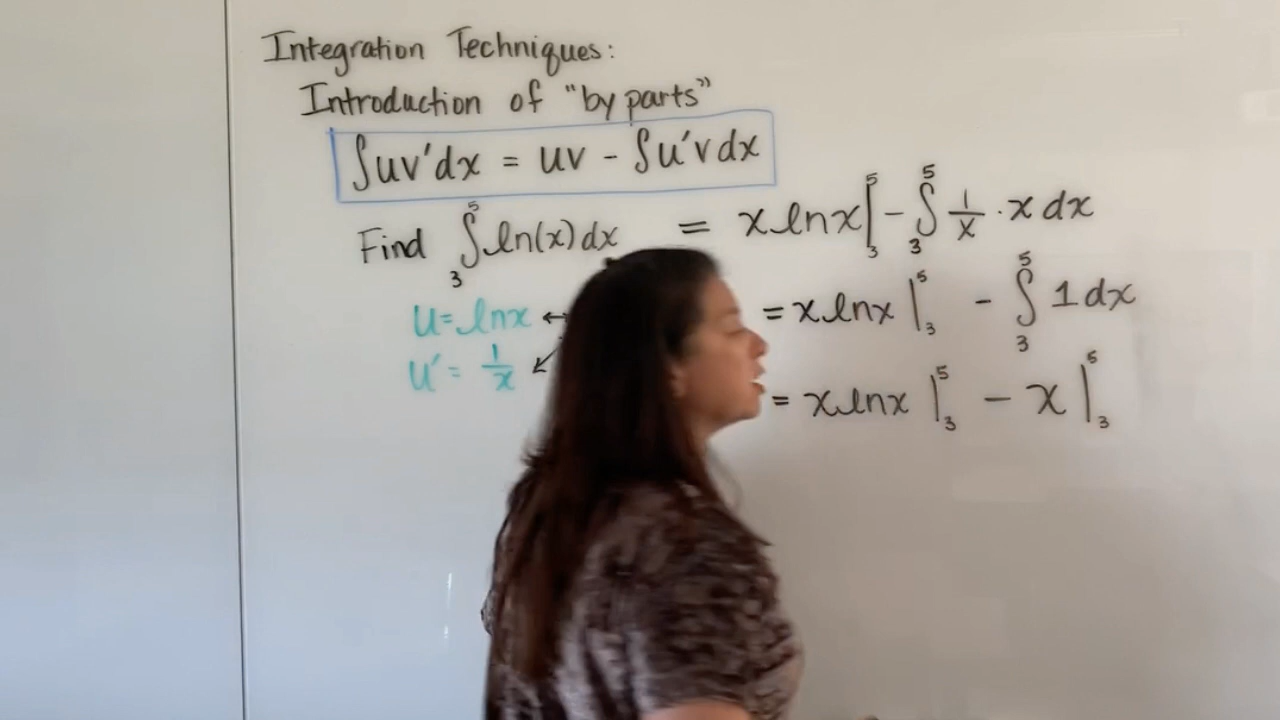 Integration Techniques:
Introduction of "by parts"
∫uv'dx = uv - ∫u'v dx
Find ∫₃⁵ ln(x) dx = x ln x |₃⁵ - ∫₃⁵ 1/x · x dx
u = ln x ↔ = x ln x |₃⁵ - ∫₃⁵ 1 dx
u' = 1/x ↙ = x ln x |₃⁵ - x |₃⁵